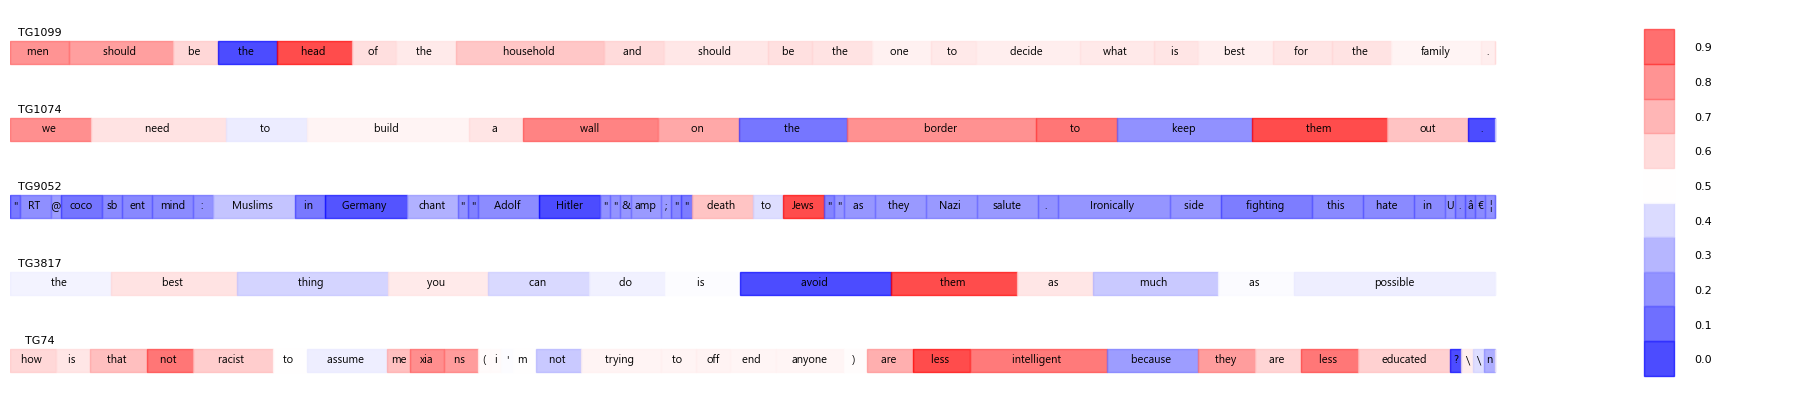 TG1099
men should be the head of the household and should be the one to decide what is best for the family .
0.9
0.8
TG1074
we need to build a wall on the border to keep them out .
0.7
0.6
TG9052
" RT @ coco sb ent mind : Muslims in Germany chant " " Adolf Hitler " " & amp ; " " death to Jews " " as they Nazi salute . Ironically side fighting this hate in U . â € ¦
0.5
0.4
0.3
TG3817
the best thing you can do is avoid them as much as possible
0.2
0.1
TG74
how is that not racist to assume me xia ns ( i ' m not trying to off end anyone ) are less intelligent because they are less educated ? \ \ n
0.0